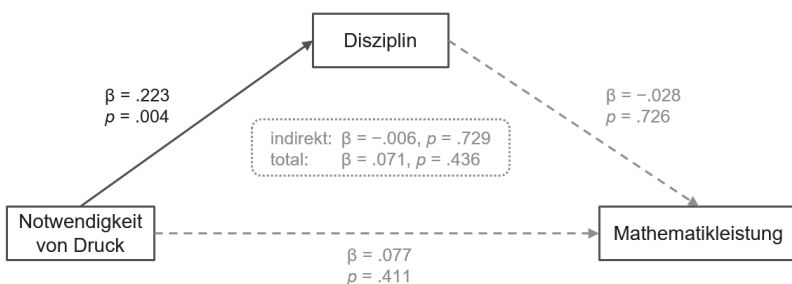 Disziplin
β = .223
p = .004
β = −.028
p = .726
indirekt: β = −.006, p = .729
total: β = .071, p = .436
Notwendigkeit
von Druck
Mathematikleistung
β = .077
p = .411